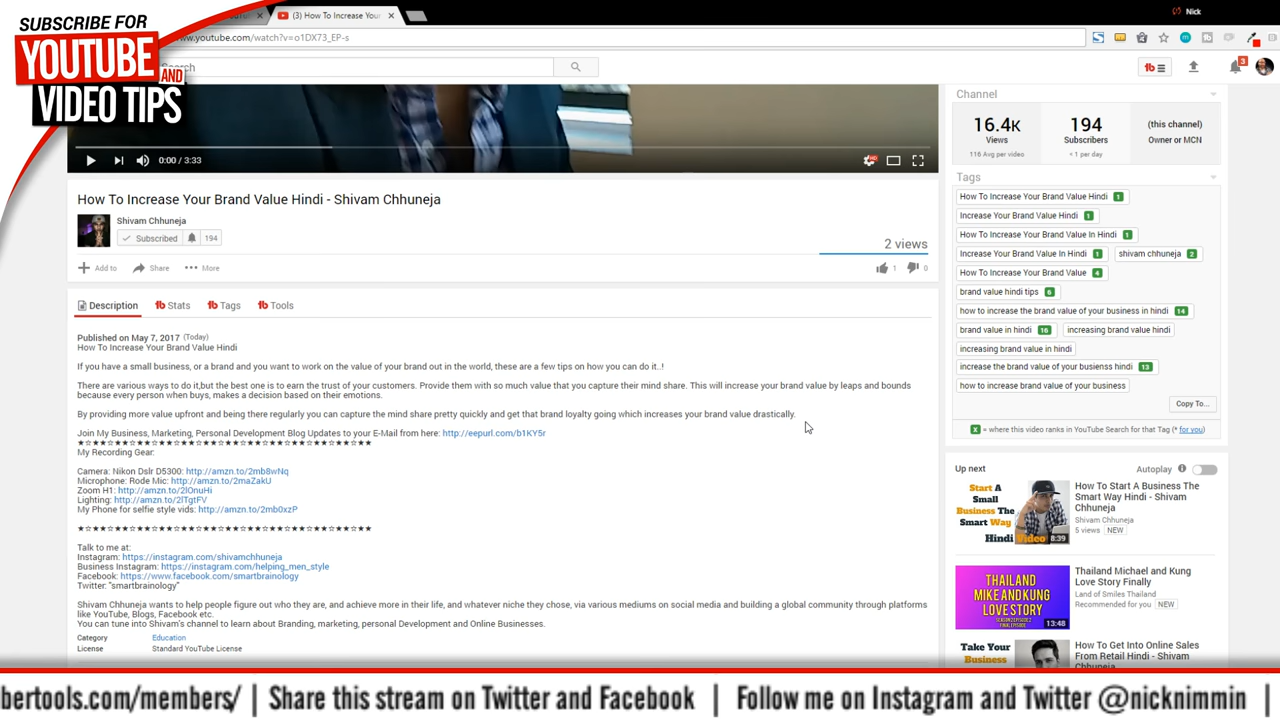 SUBSCRIBE FOR
YOUTUBE
AND
VIDEO TIPS
(3) How To Increase Your
Nick
www.youtube.com/watch?v=o1DX73_EP-s
Search
3
0:00 / 3:33
HD
How To Increase Your Brand Value Hindi - Shivam Chhuneja
Shivam Chhuneja
Subscribed 194
2 views
Add to Share More
1 0
Description Stats Tags Tools
Published on May 7, 2017 (Today)
How To Increase Your Brand Value Hindi
If you have a small business, or a brand and you want to work on the value of your brand out in the world, these are a few tips on how you can do it..!
There are various ways to do it,but the best one is to earn the trust of your customers. Provide them with so much value that you capture their mind share. This will increase your brand value by leaps and bounds
because every person when buys, makes a decision based on their emotions.
By providing more value upfront and being there regularly you can capture the mind share pretty quickly and get that brand loyalty going which increases your brand value drastically.
Join My Business, Marketing, Personal Development Blog Updates to your E-Mail from here: http://eepurl.com/b1KY5r
My Recording Gear:
Camera: Nikon Dslr D5300: http://amzn.to/2mb8wNq
Microphone: Rode Mic: http://amzn.to/2maZakU
Zoom H1: http://amzn.to/2lOnuHi
Lighting: http://amzn.to/2lTgtFV
My Phone for selfie style vids: http://amzn.to/2mb0xzP
Talk to me at:
Instagram: https://instagram.com/shivamchhuneja
Business Instagram: https://instagram.com/helping_men_style
Facebook: https://www.facebook.com/smartbrainology
Twitter: "smartbrainology"
Shivam Chhuneja wants to help people figure out who they are, and achieve more in their life, and whatever niche they chose, via various mediums on social media and building a global community through platforms
like YouTube, Blogs, Facebook etc.
You can tune into Shivam's channel to learn about Branding, marketing, personal Development and Online Businesses.
Category Education
License Standard YouTube License
Channel
16.4K 194 (this channel)
Views Subscribers Owner or MCN
116 Avg per video < 1 per day
Tags
How To Increase Your Brand Value Hindi 1
Increase Your Brand Value Hindi 1
How To Increase Your Brand Value In Hindi 1
Increase Your Brand Value In Hindi 1 shivam chhuneja 2
How To Increase Your Brand Value 4
brand value hindi tips 6
how to increase the brand value of your business in hindi 14
brand value in hindi 16 increasing brand value hindi
increasing brand value in hindi
increase the brand value of your busienss hindi 13
how to increase brand value of your business
Copy To...
X = where this video ranks in YouTube Search for that Tag (for you)
Up next Autoplay
Start A
Small
Business The
Smart Way
Hindi Video 8:39
How To Start A Business The
Smart Way Hindi - Shivam
Chhuneja
Shivam Chhuneja
5 views NEW
THAILAND
MIKE AND KUNG
LOVE STORY
13:48
Thailand Michael and Kung
Love Story Finally
Land of Smiles Thailand
Recommended for you NEW
Take Your
Business
How To Get Into Online Sales
From Retail Hindi - Shivam
Chhuneja
bertools.com/members/ | Share this stream on Twitter and Facebook | Follow me on Instagram and Twitter @nicknimmin |